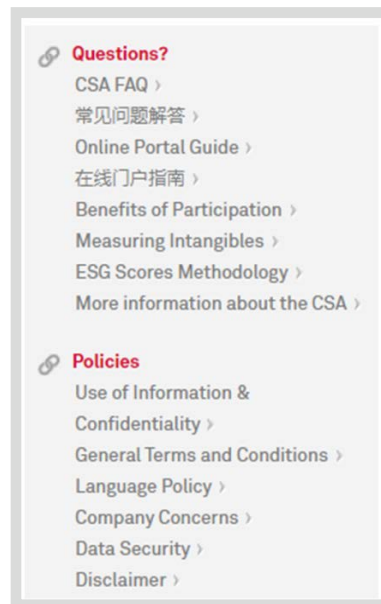 Questions?
CSA FAQ ›
常见问题解答 ›
Online Portal Guide ›
在线门户指南 ›
Benefits of Participation ›
Measuring Intangibles ›
ESG Scores Methodology ›
More information about the CSA ›
Policies
Use of Information &
Confidentiality ›
General Terms and Conditions ›
Language Policy ›
Company Concerns ›
Data Security ›
Disclaimer ›